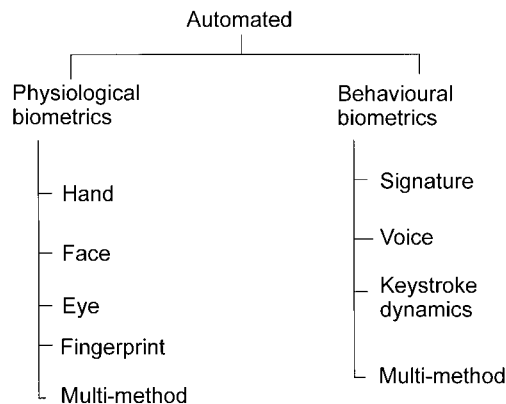 Automated
Physiological
biometrics
Hand
Face
Eye
Fingerprint
Multi-method
Behavioural
biometrics
Signature
Voice
Keystroke
dynamics
Multi-method